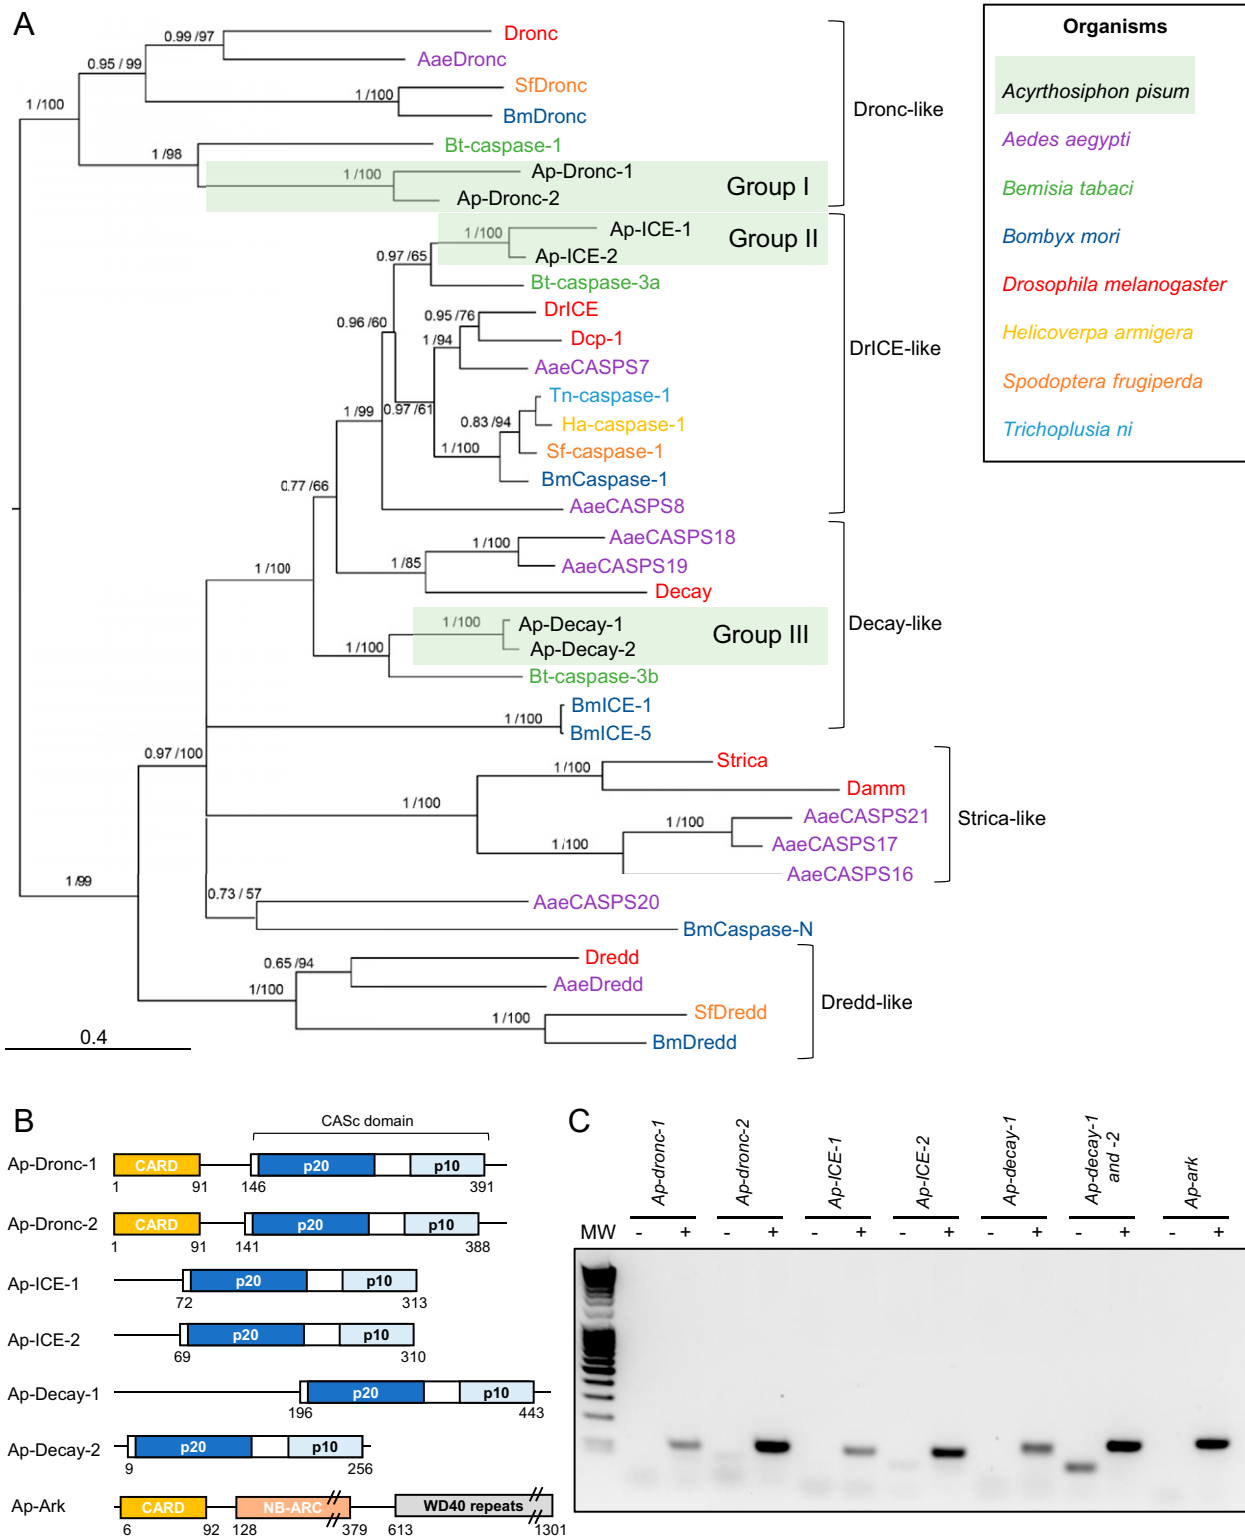 A
0.99 /97
Dronc
AaeDronc
0.95 /99
SfDronc
1 /100
BmDronc
1 /100
Dronc-like
Bt-caspase-1
1 /98
1 /100
Ap-Dronc-1
Ap-Dronc-2
Group I
1 /100
Ap-ICE-1
Ap-ICE-2
Group II
0.97 /65
Bt-caspase-3a
0.96 /60
0.95 /76
DrICE
Dcp-1
1 /94
AaeCASPS7
DrICE-like
Tn-caspase-1
0.97 /61
1 /99
0.83 /94
Ha-caspase-1
Sf-caspase-1
1 /100
BmCaspase-1
0.77 /66
AaeCASPS8
AaeCASPS18
1 /100
AaeCASPS19
1 /85
1 /100
Decay
1 /100
Ap-Decay-1
Ap-Decay-2
Group III
Decay-like
1 /100
Bt-caspase-3b
BmICE-1
1 /100
BmICE-5
0.97 /100
Strica
1 /100
Damm
1 /100
AaeCASPS21
1 /100
AaeCASPS17
1 /100
AaeCASPS16
Strica-like
1 /99
0.73 / 57
AaeCASPS20
BmCaspase-N
Dredd
0.65 /94
AaeDredd
1/100
SfDredd
1 /100
BmDredd
Dredd-like
0.4
Organisms
Acyrthosiphon pisum
Aedes aegypti
Bemisia tabaci
Bombyx mori
Drosophila melanogaster
Helicoverpa armigera
Spodoptera frugiperda
Trichoplusia ni
B
CASc domain
Ap-Dronc-1
CARD
p20
p10
1 91 146 391
Ap-Dronc-2
CARD
p20
p10
1 91 141 388
Ap-ICE-1
p20
p10
72 313
Ap-ICE-2
p20
p10
69 310
Ap-Decay-1
p20
p10
196 443
Ap-Decay-2
p20
p10
9 256
Ap-Ark
CARD
NB-ARC
WD40 repeats
6 92 128 379 613 1301
C
Ap-dronc-1
Ap-dronc-2
Ap-ICE-1
Ap-ICE-2
Ap-decay-1
Ap-decay-1
and -2
Ap-ark
MW - + - + - + - + - + - + - +